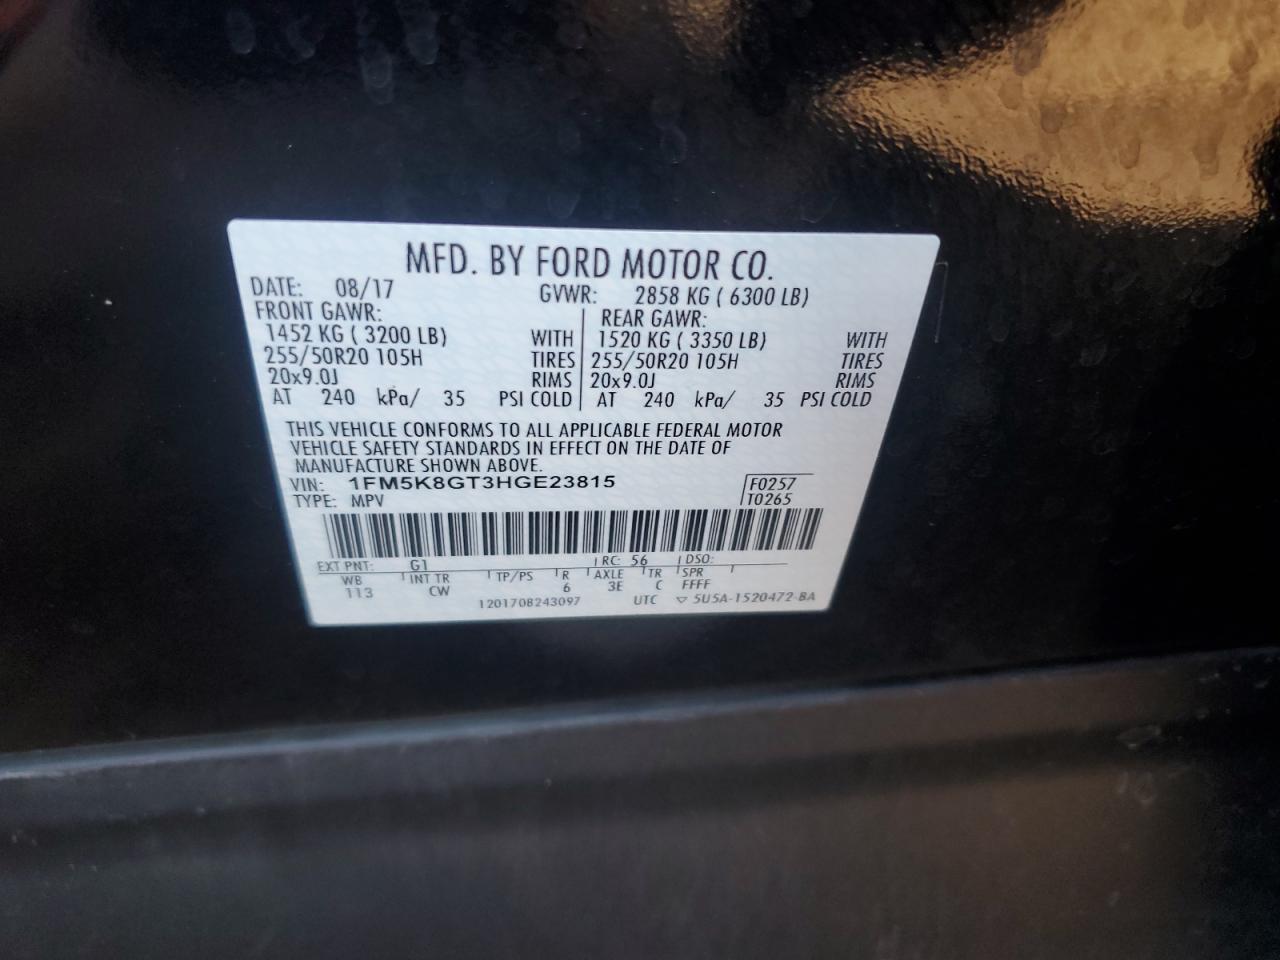 MFD. BY FORD MOTOR CO.
DATE: 08/17 GVWR: 2858 KG ( 6300 LB)
FRONT GAWR: REAR GAWR:
1452 KG ( 3200 LB) WITH 1520 KG ( 3350 LB) WITH
255/50R20 105H TIRES 255/50R20 105H TIRES
20x9.0J RIMS 20x9.0J RIMS
AT 240 kPa/ 35 PSI COLD AT 240 kPa/ 35 PSI COLD
THIS VEHICLE CONFORMS TO ALL APPLICABLE FEDERAL MOTOR
VEHICLE SAFETY STANDARDS IN EFFECT ON THE DATE OF
MANUFACTURE SHOWN ABOVE.
VIN: 1FM5K8GT3HGE23815 F0257
TYPE: MPV T0265
EXT PNT: G1 RC: 56 DSO:
WB INT TR TP/PS R AXLE TR SPR
113 CW 6 3E C FFFF
1201708243097 UTC ▽ 5U5A-1520472-BA